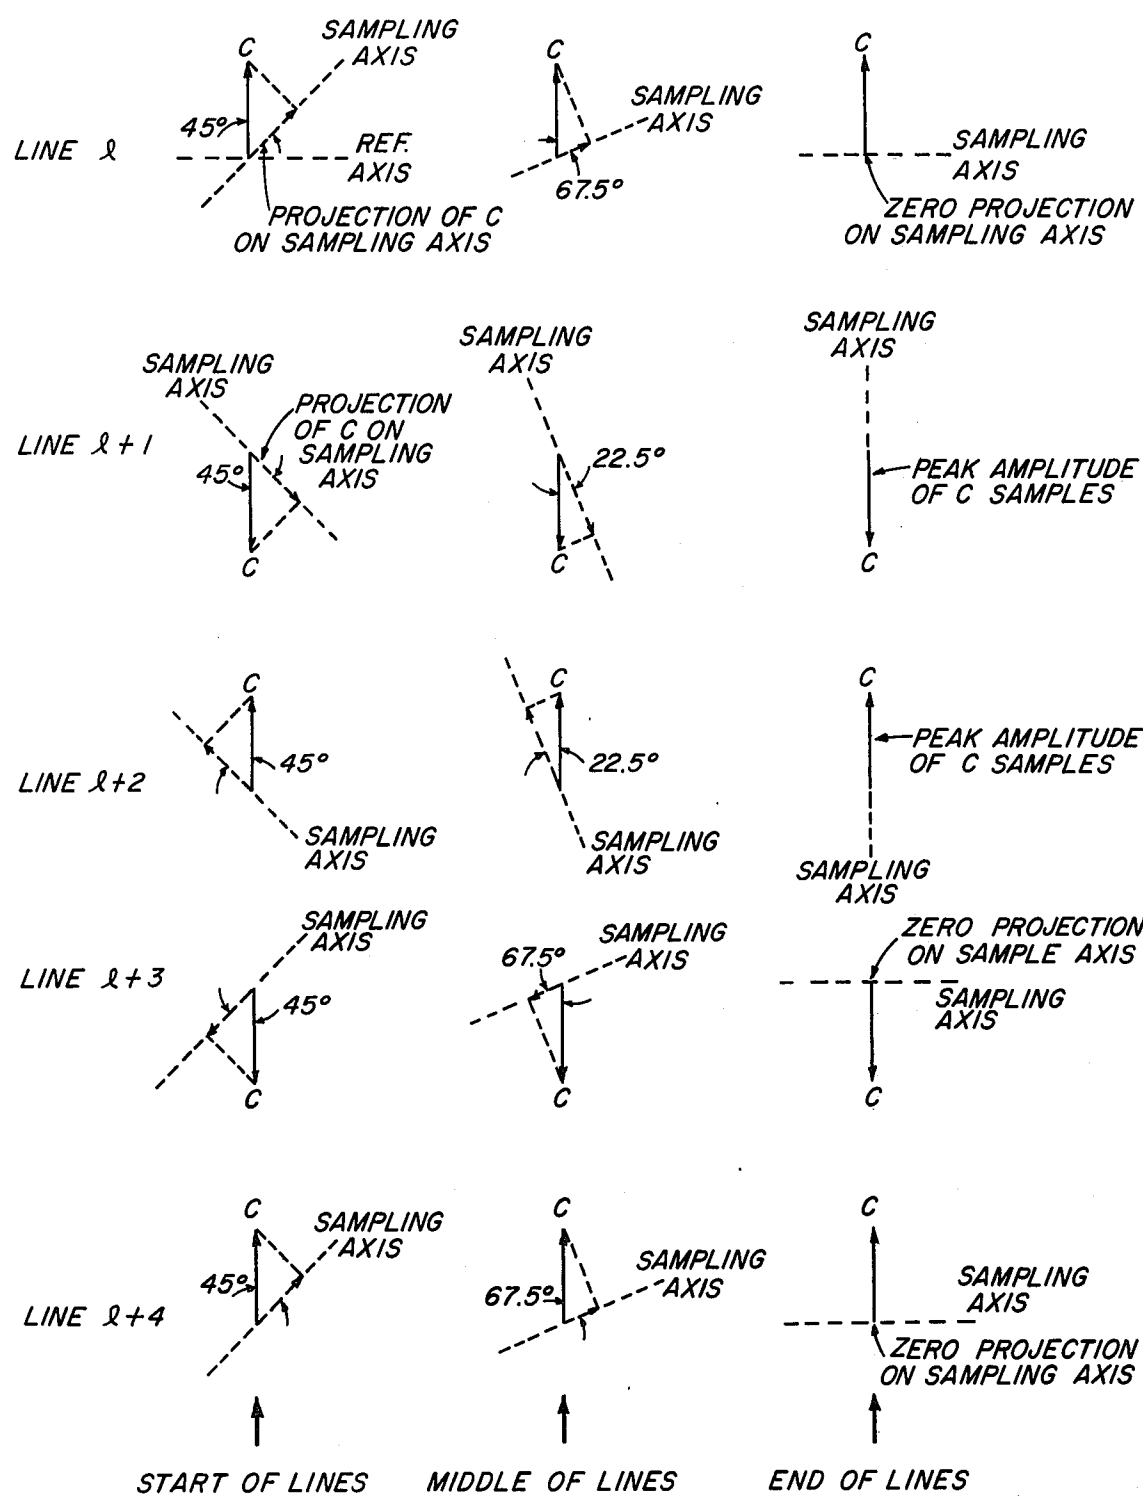 C
SAMPLING
AXIS
45°
REF.
AXIS
LINE ℓ
PROJECTION OF C
ON SAMPLING AXIS
C
SAMPLING
AXIS
67.5°
C
SAMPLING
AXIS
ZERO PROJECTION
ON SAMPLING AXIS
SAMPLING
AXIS
PROJECTION
OF C ON
SAMPLING
AXIS
LINE ℓ + 1
45°
C
SAMPLING
AXIS
22.5°
C
SAMPLING
AXIS
PEAK AMPLITUDE
OF C SAMPLES
C
C
45°
LINE ℓ+2
SAMPLING
AXIS
C
22.5°
SAMPLING
AXIS
C
PEAK AMPLITUDE
OF C SAMPLES
SAMPLING
AXIS
SAMPLING
AXIS
LINE ℓ+3
45°
C
SAMPLING
AXIS
67.5°
C
ZERO PROJECTION
ON SAMPLE AXIS
SAMPLING
AXIS
C
C
SAMPLING
AXIS
45°
LINE ℓ+4
C
SAMPLING
AXIS
67.5°
C
SAMPLING
AXIS
ZERO PROJECTION
ON SAMPLING AXIS
START OF LINES
MIDDLE OF LINES
END OF LINES